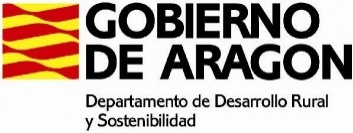 GOBIERNO
DE ARAGON
Departamento de Desarrollo Rural
y Sostenibilidad